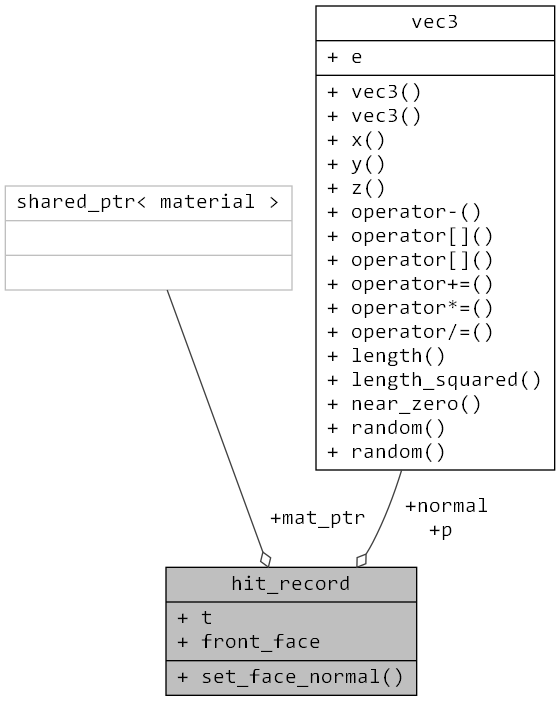 vec3
+ e
+ vec3()
+ vec3()
+ x()
+ y()
+ z()
+ operator-()
+ operator[]()
+ operator[]()
+ operator+=()
+ operator*=()
+ operator/=()
+ length()
+ length_squared()
+ near_zero()
+ random()
+ random()
shared_ptr< material >
+mat_ptr
+normal
+p
hit_record
+ t
+ front_face
+ set_face_normal()